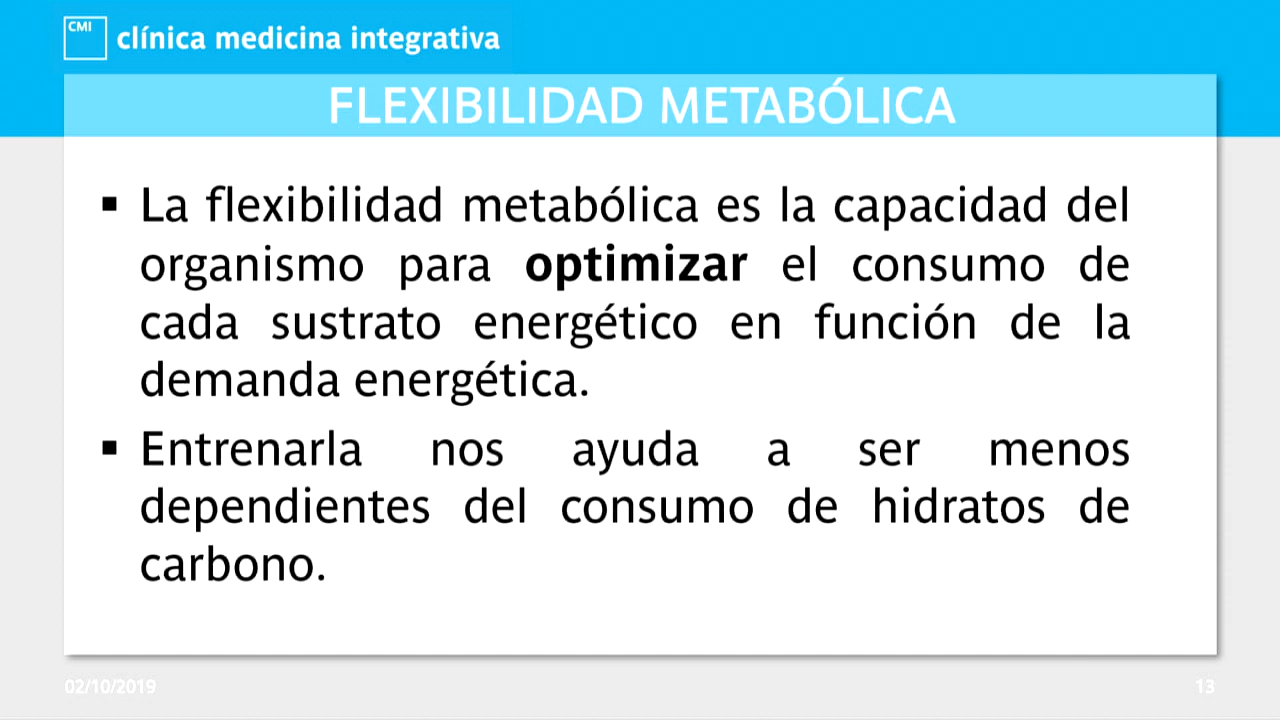 CMI
clínica medicina integrativa
FLEXIBILIDAD METABÓLICA
▪ La flexibilidad metabólica es la capacidad del
organismo para optimizar el consumo de
cada sustrato energético en función de la
demanda energética.
▪ Entrenarla nos ayuda a ser menos
dependientes del consumo de hidratos de
carbono.
02/10/2019
13